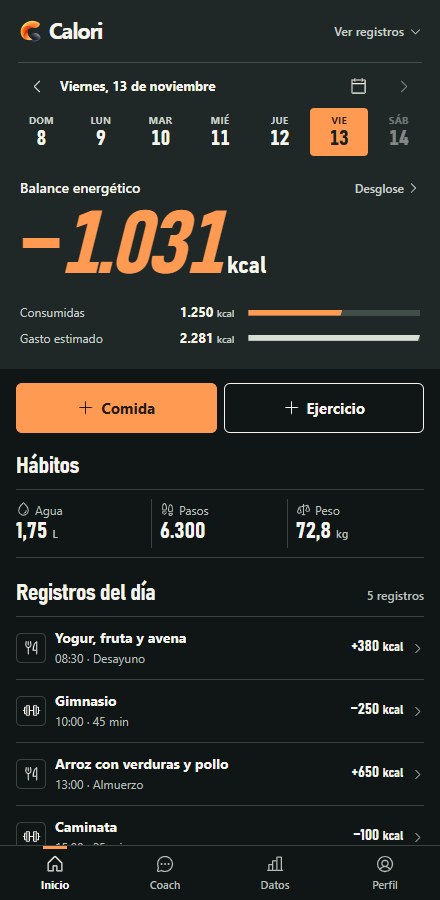 Calori
Ver registros
Viernes, 13 de noviembre
DOM LUN MAR MIÉ JUE VIE SÁB
8 9 10 11 12 13 14
Balance energético
Desglose
−1.031 kcal
Consumidas 1.250 kcal
Gasto estimado 2.281 kcal
+ Comida
+ Ejercicio
Hábitos
Agua Pasos Peso
1,75 L 6.300 72,8 kg
Registros del día
5 registros
Yogur, fruta y avena
08:30 · Desayuno
+380 kcal
Gimnasio
10:00 · 45 min
−250 kcal
Arroz con verduras y pollo
13:00 · Almuerzo
+650 kcal
Caminata
−100 kcal
Inicio Coach Datos Perfil